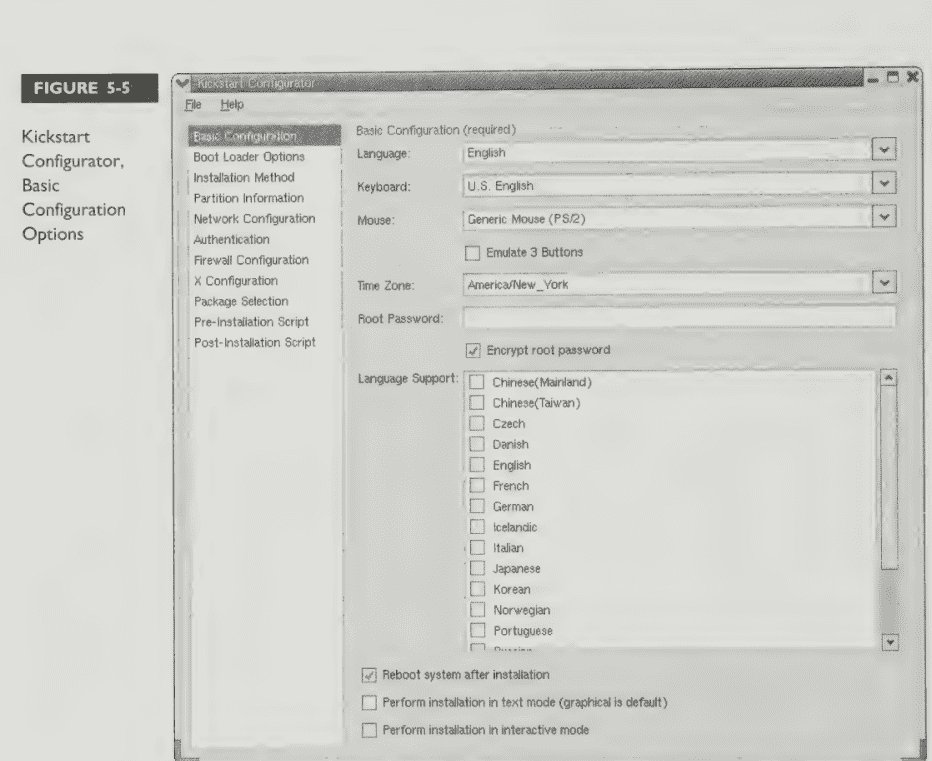 FIGURE 5-5
Kickstart
Configurator,
Basic
Configuration
Options
Kickstart Configurator
File Help
Basic Configuration
Boot Loader Options
Installation Method
Partition Information
Network Configuration
Authentication
Firewall Configuration
X Configuration
Package Selection
Pre-Installation Script
Post-Installation Script
Basic Configuration (required)
Language: English
Keyboard: U.S. English
Mouse: Generic Mouse (PS/2)
Emulate 3 Buttons
Time Zone: America/New_York
Root Password:
Encrypt root password
Language Support:
Chinese(Mainland)
Chinese(Taiwan)
Czech
Danish
English
French
German
Icelandic
Italian
Japanese
Korean
Norwegian
Portuguese
Reboot system after installation
Perform installation in text mode (graphical is default)
Perform installation in interactive mode